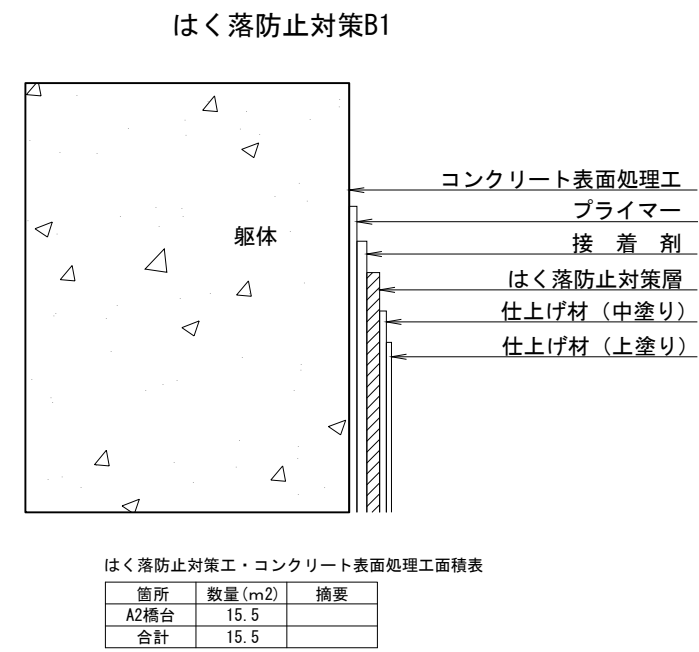 はく落防止対策B1
コンクリート表面処理工
プライマー
躯体
接 着 剤
はく落防止対策層
仕上げ材（中塗り）
仕上げ材（上塗り）
はく落防止対策工・コンクリート表面処理工面積表
箇所 数量(m2) 摘要
A2橋台 15.5
合計 15.5